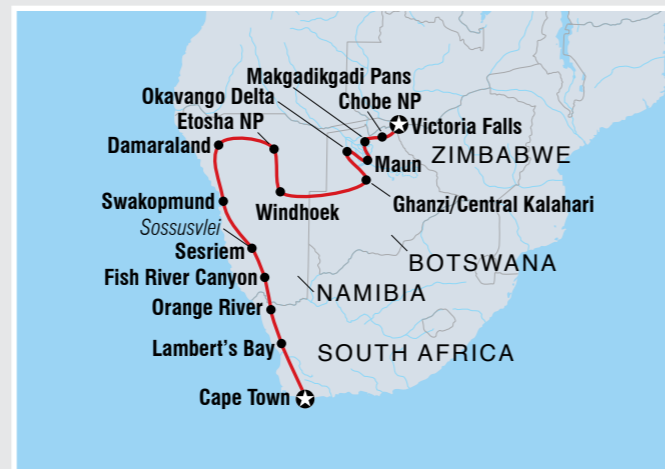 Makgadikgadi Pans
Okavango Delta
Chobe NP
Etosha NP
Victoria Falls
Damaraland
Maun
ZIMBABWE
Swakopmund
Windhoek
Ghanzi/Central Kalahari
Sossusvlei
Sesriem
BOTSWANA
Fish River Canyon
NAMIBIA
Orange River
Lambert's Bay
SOUTH AFRICA
Cape Town